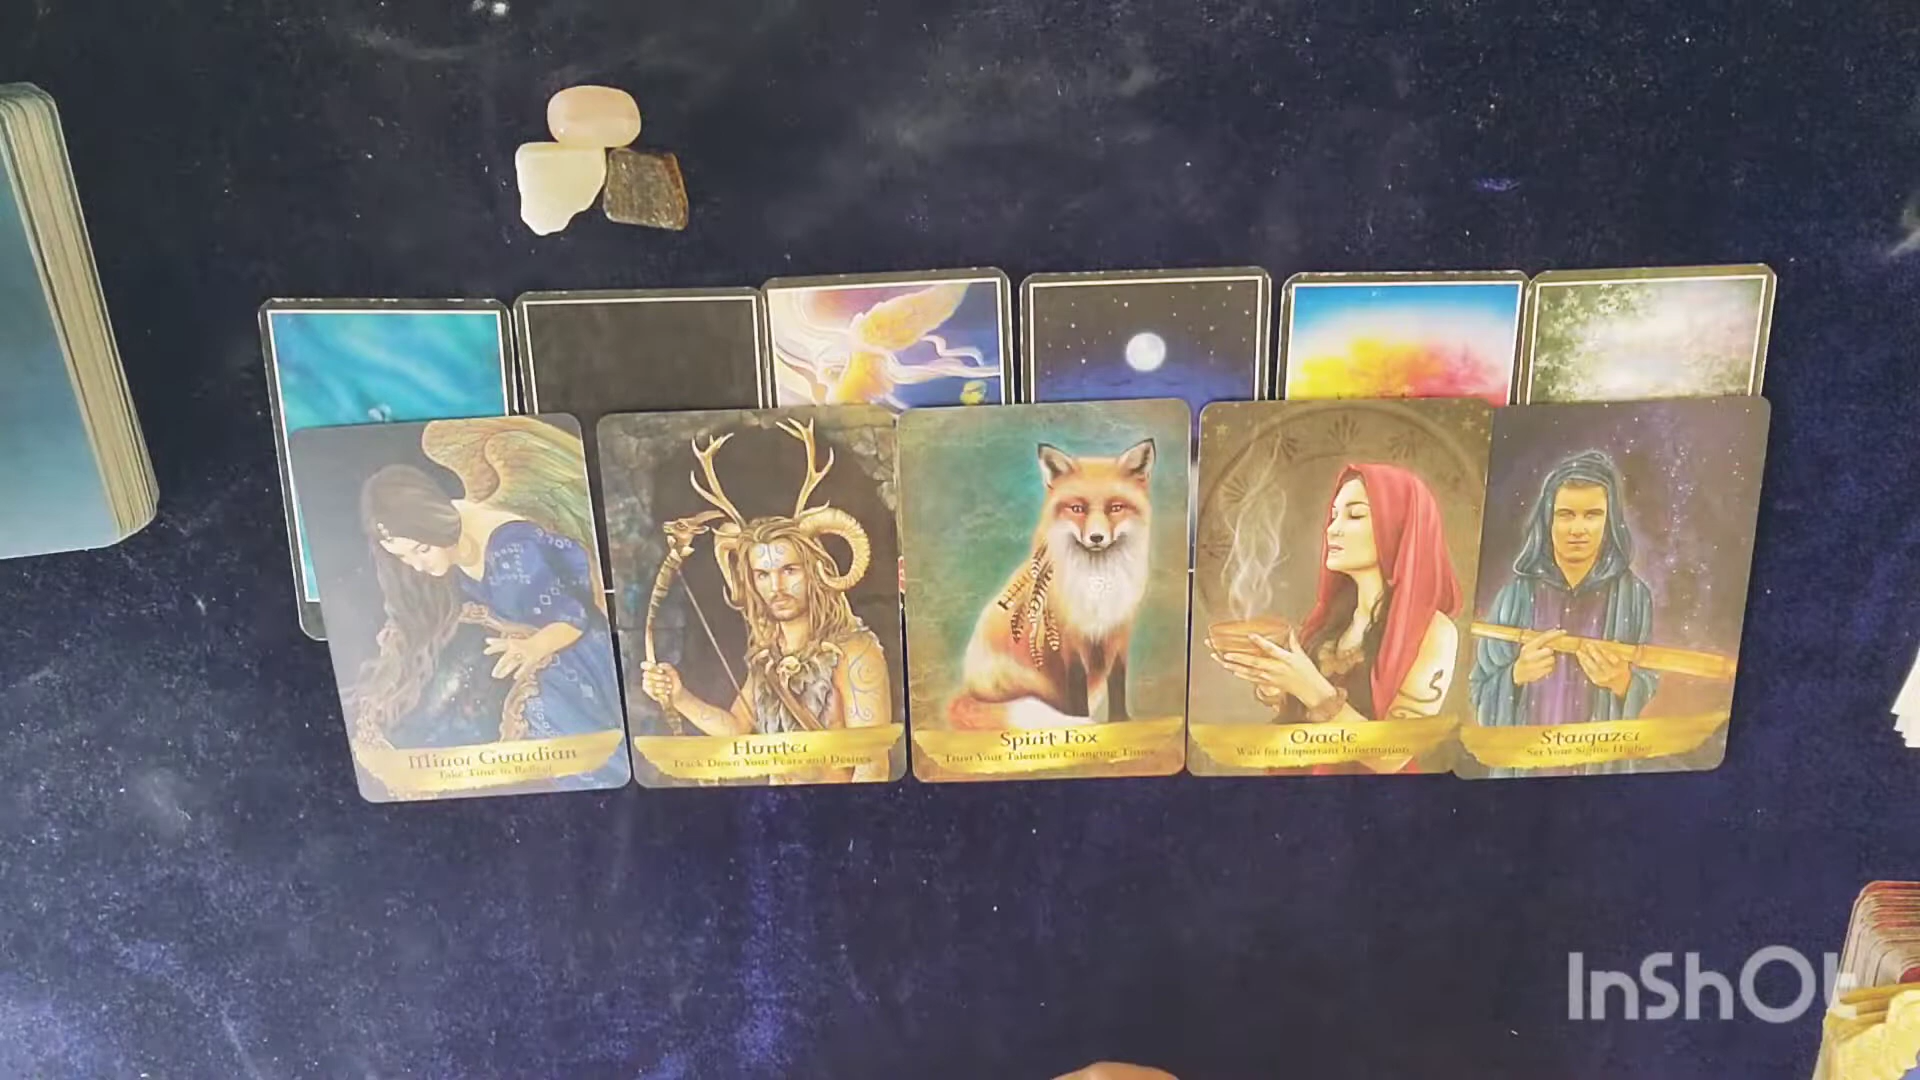 Mirror Guardian
Take Time to Reflect
Hunter
Track Down Your Fears and Desires
Spirit Fox
Trust Your Talents in Changing Times
Oracle
Wait for Important Information
Stargazer
Set Your Sights Higher
InShOt